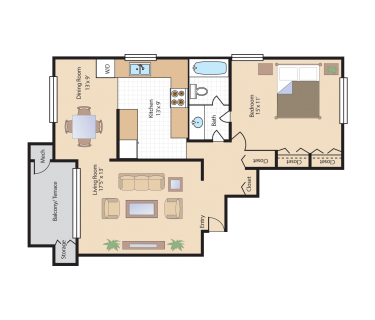 Dining Room
13'x 9'
WD
Kitchen
13'x 9'
Bath
Bedroom
15'x 11'
Closet
Closet
Closet
Closet
Mech
Living Room
17'5"x 13'
Balcony/Terrace
Storage
Entry